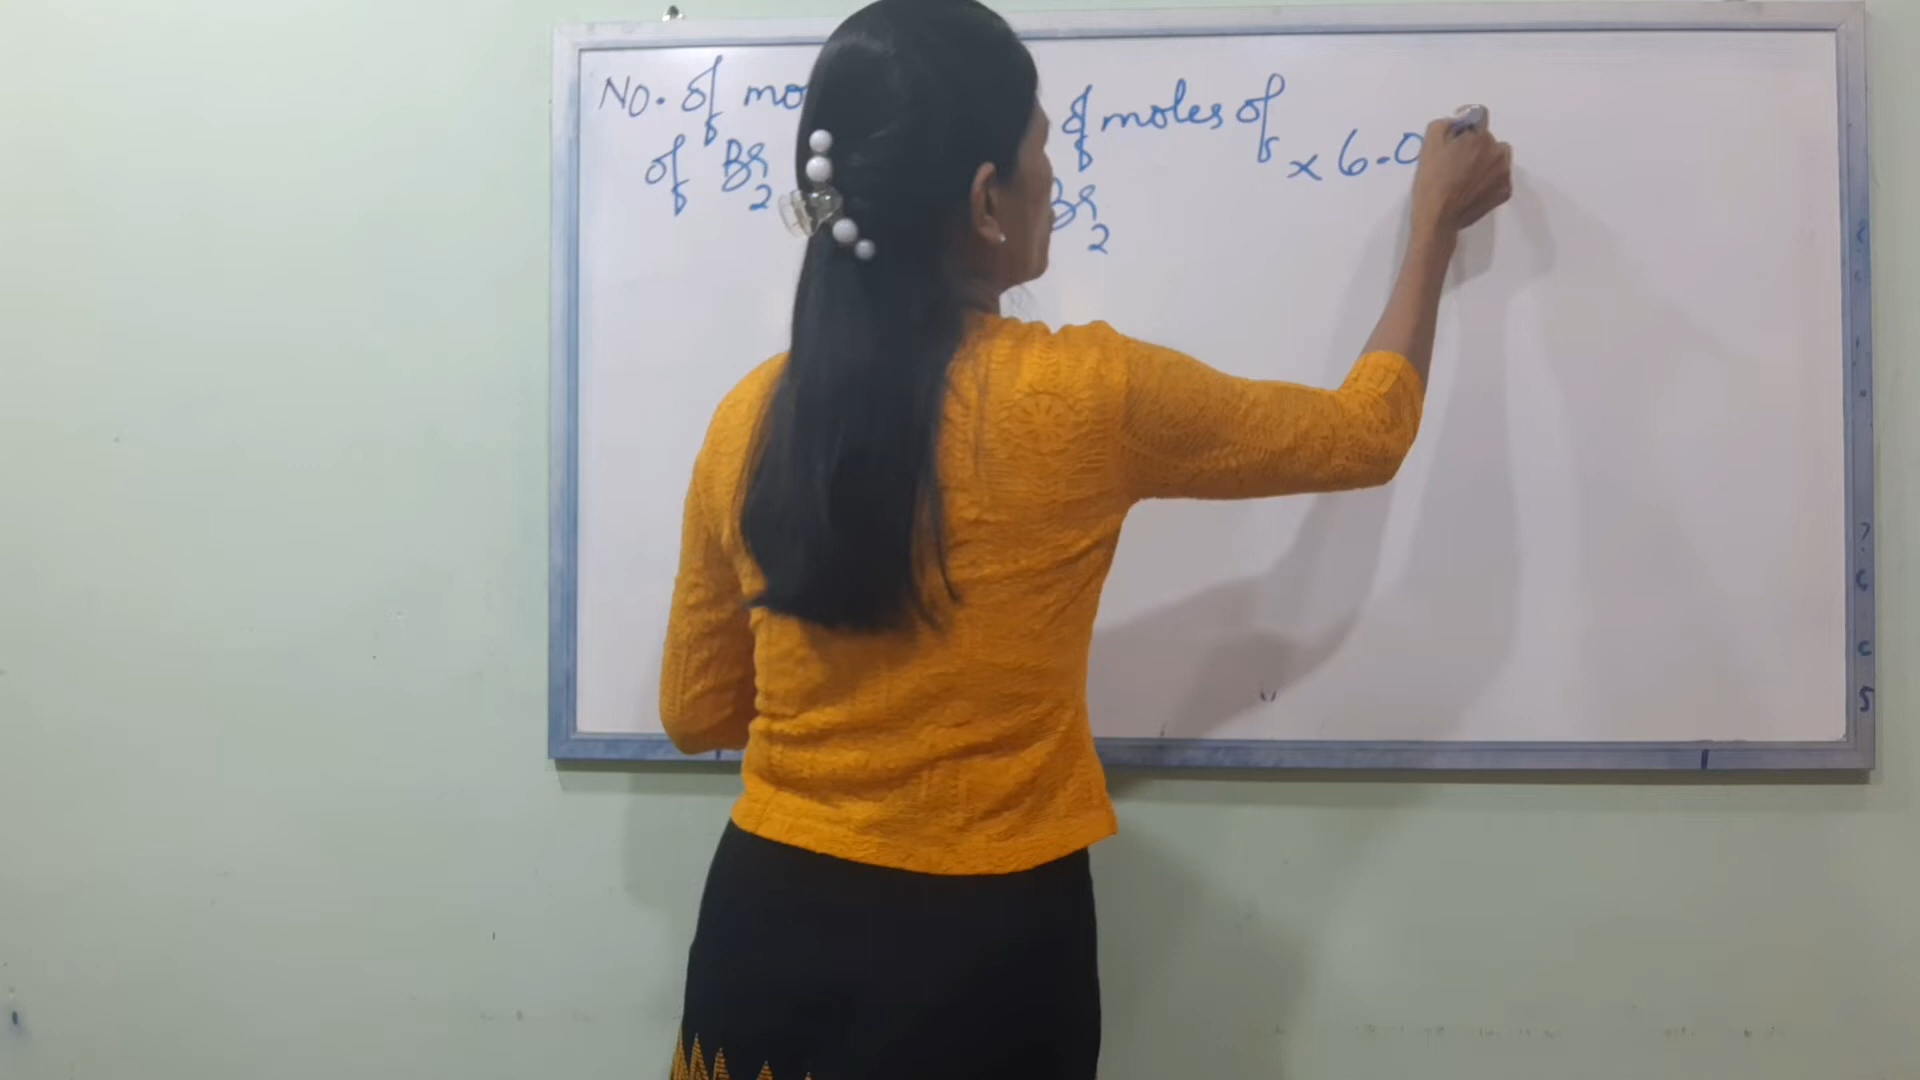 No. of mo of moles of × 6.0
of Br2 Br2